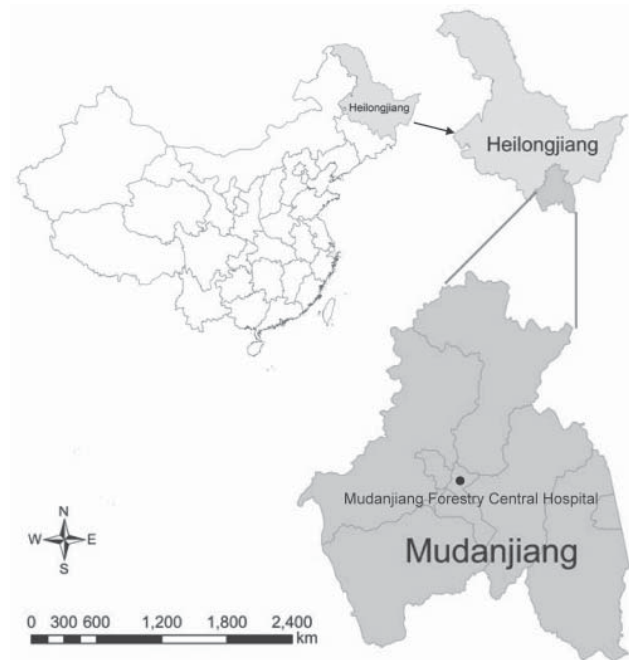 Heilongjiang
Heilongjiang
Mudanjiang Forestry Central Hospital
Mudanjiang
N
W E
S
0 300 600 1,200 1,800 2,400
km